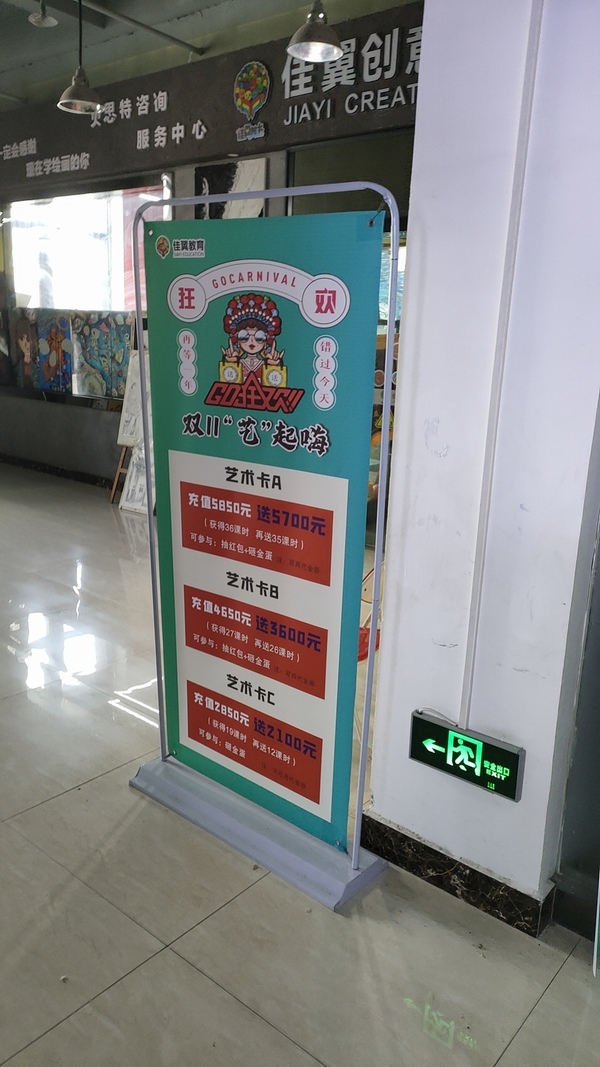 佳翼创意
JIAYI CREAT
思特咨询
服务中心
一定会感谢
现在学绘画的你
佳翼教育
JIAYI EDUCATION
GOCARNIVAL
狂 欢
再等一年
错过今天
GO狂欢!!
双11“艺”起嗨
艺术卡A
充值5850元 送5700元
（获得36课时 再送35课时）
可参与：抽红包+砸金蛋
艺术卡B
充值4650元 送3600元
（获得27课时 再送26课时）
可参与：抽红包+砸金蛋
艺术卡C
充值2850元 送2100元
（获得19课时 再送12课时）
可参与：砸金蛋
安全出口
EXIT